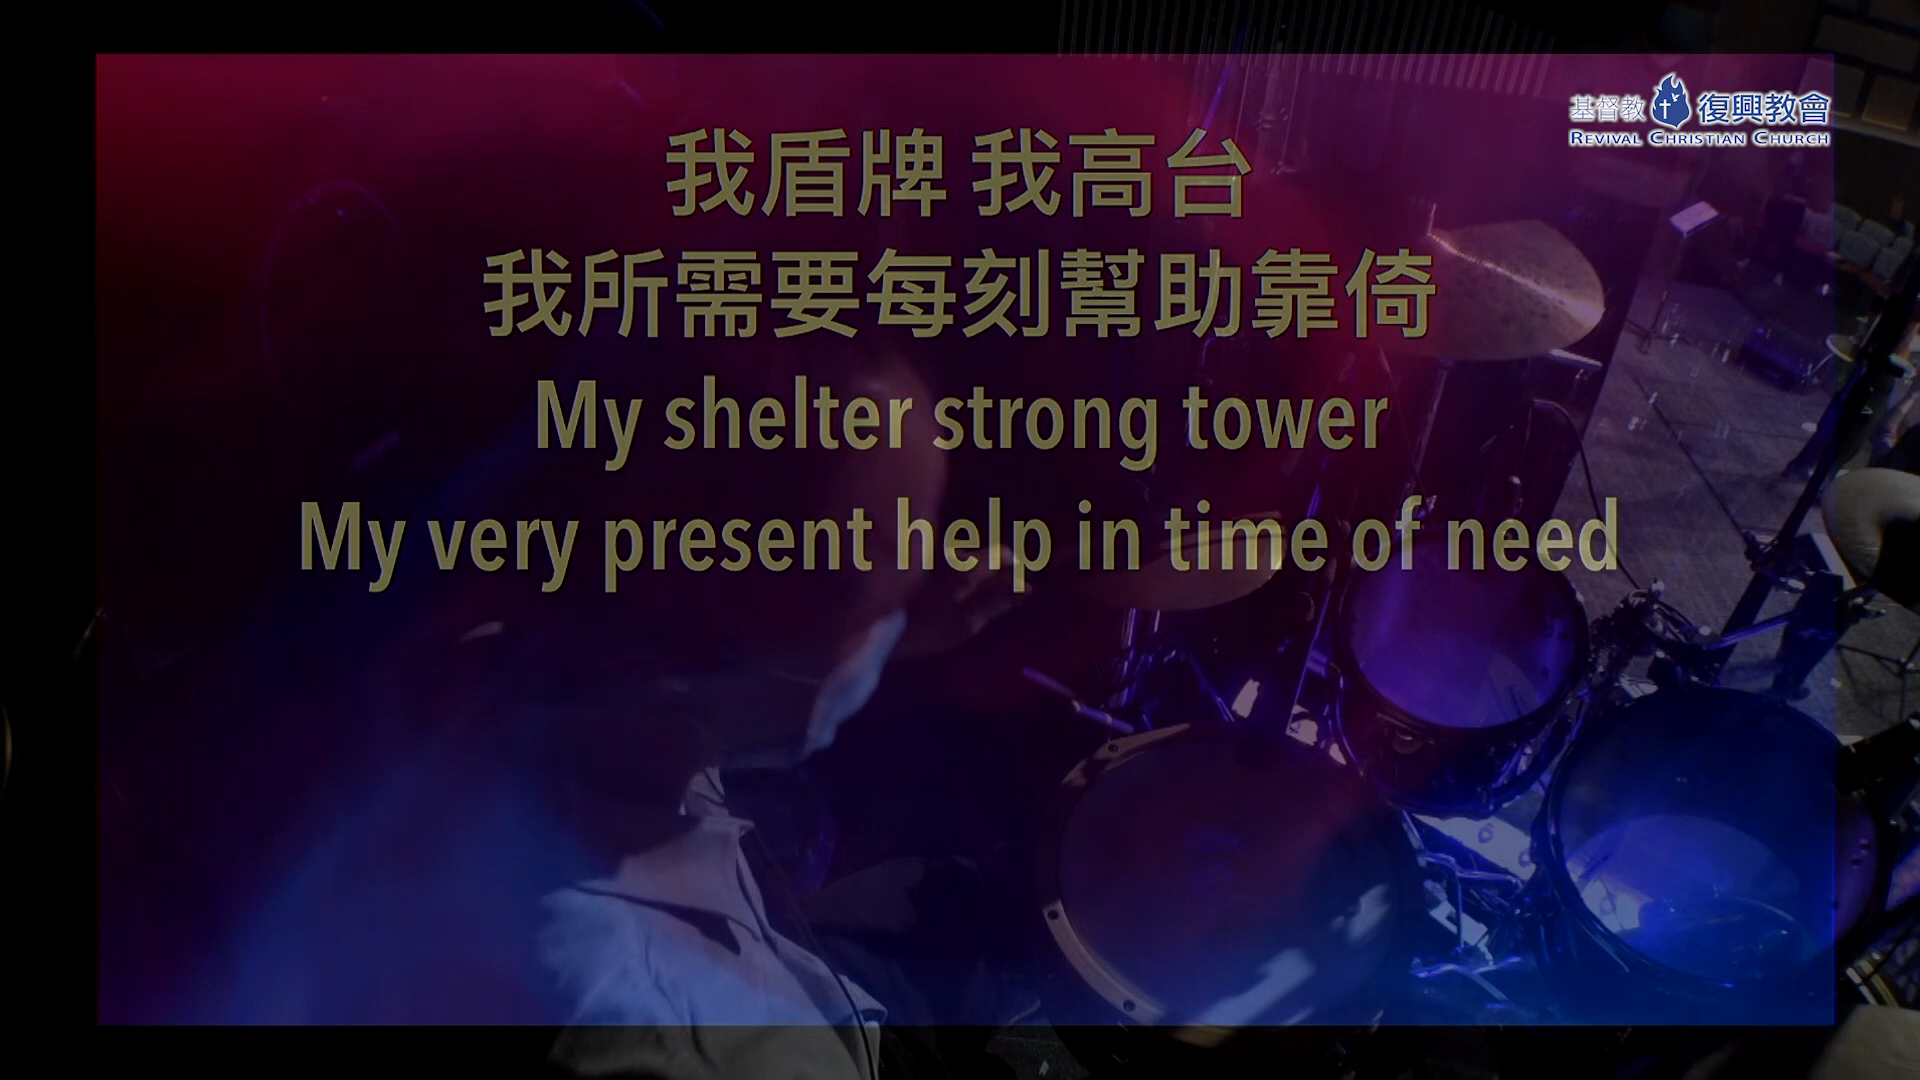 基督教 復興教會
REVIVAL CHRISTIAN CHURCH
我盾牌 我高台
我所需要每刻幫助靠倚
My shelter strong tower
My very present help in time of need